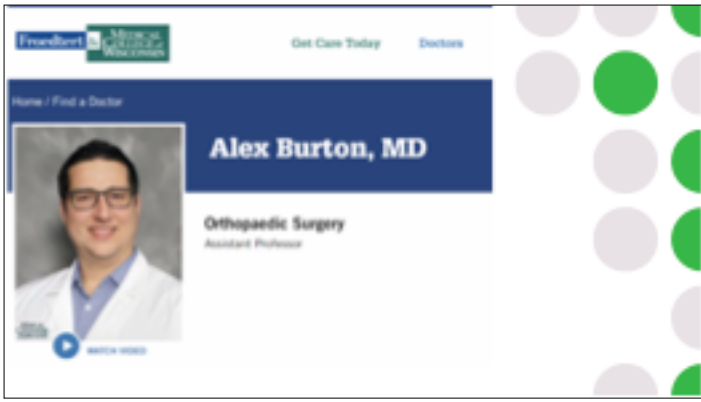 Froedtert & MEDICAL COLLEGE of WISCONSIN
Get Care Today Doctors
Home / Find a Doctor
Alex Burton, MD
Orthopaedic Surgery
Assistant Professor
WATCH VIDEO